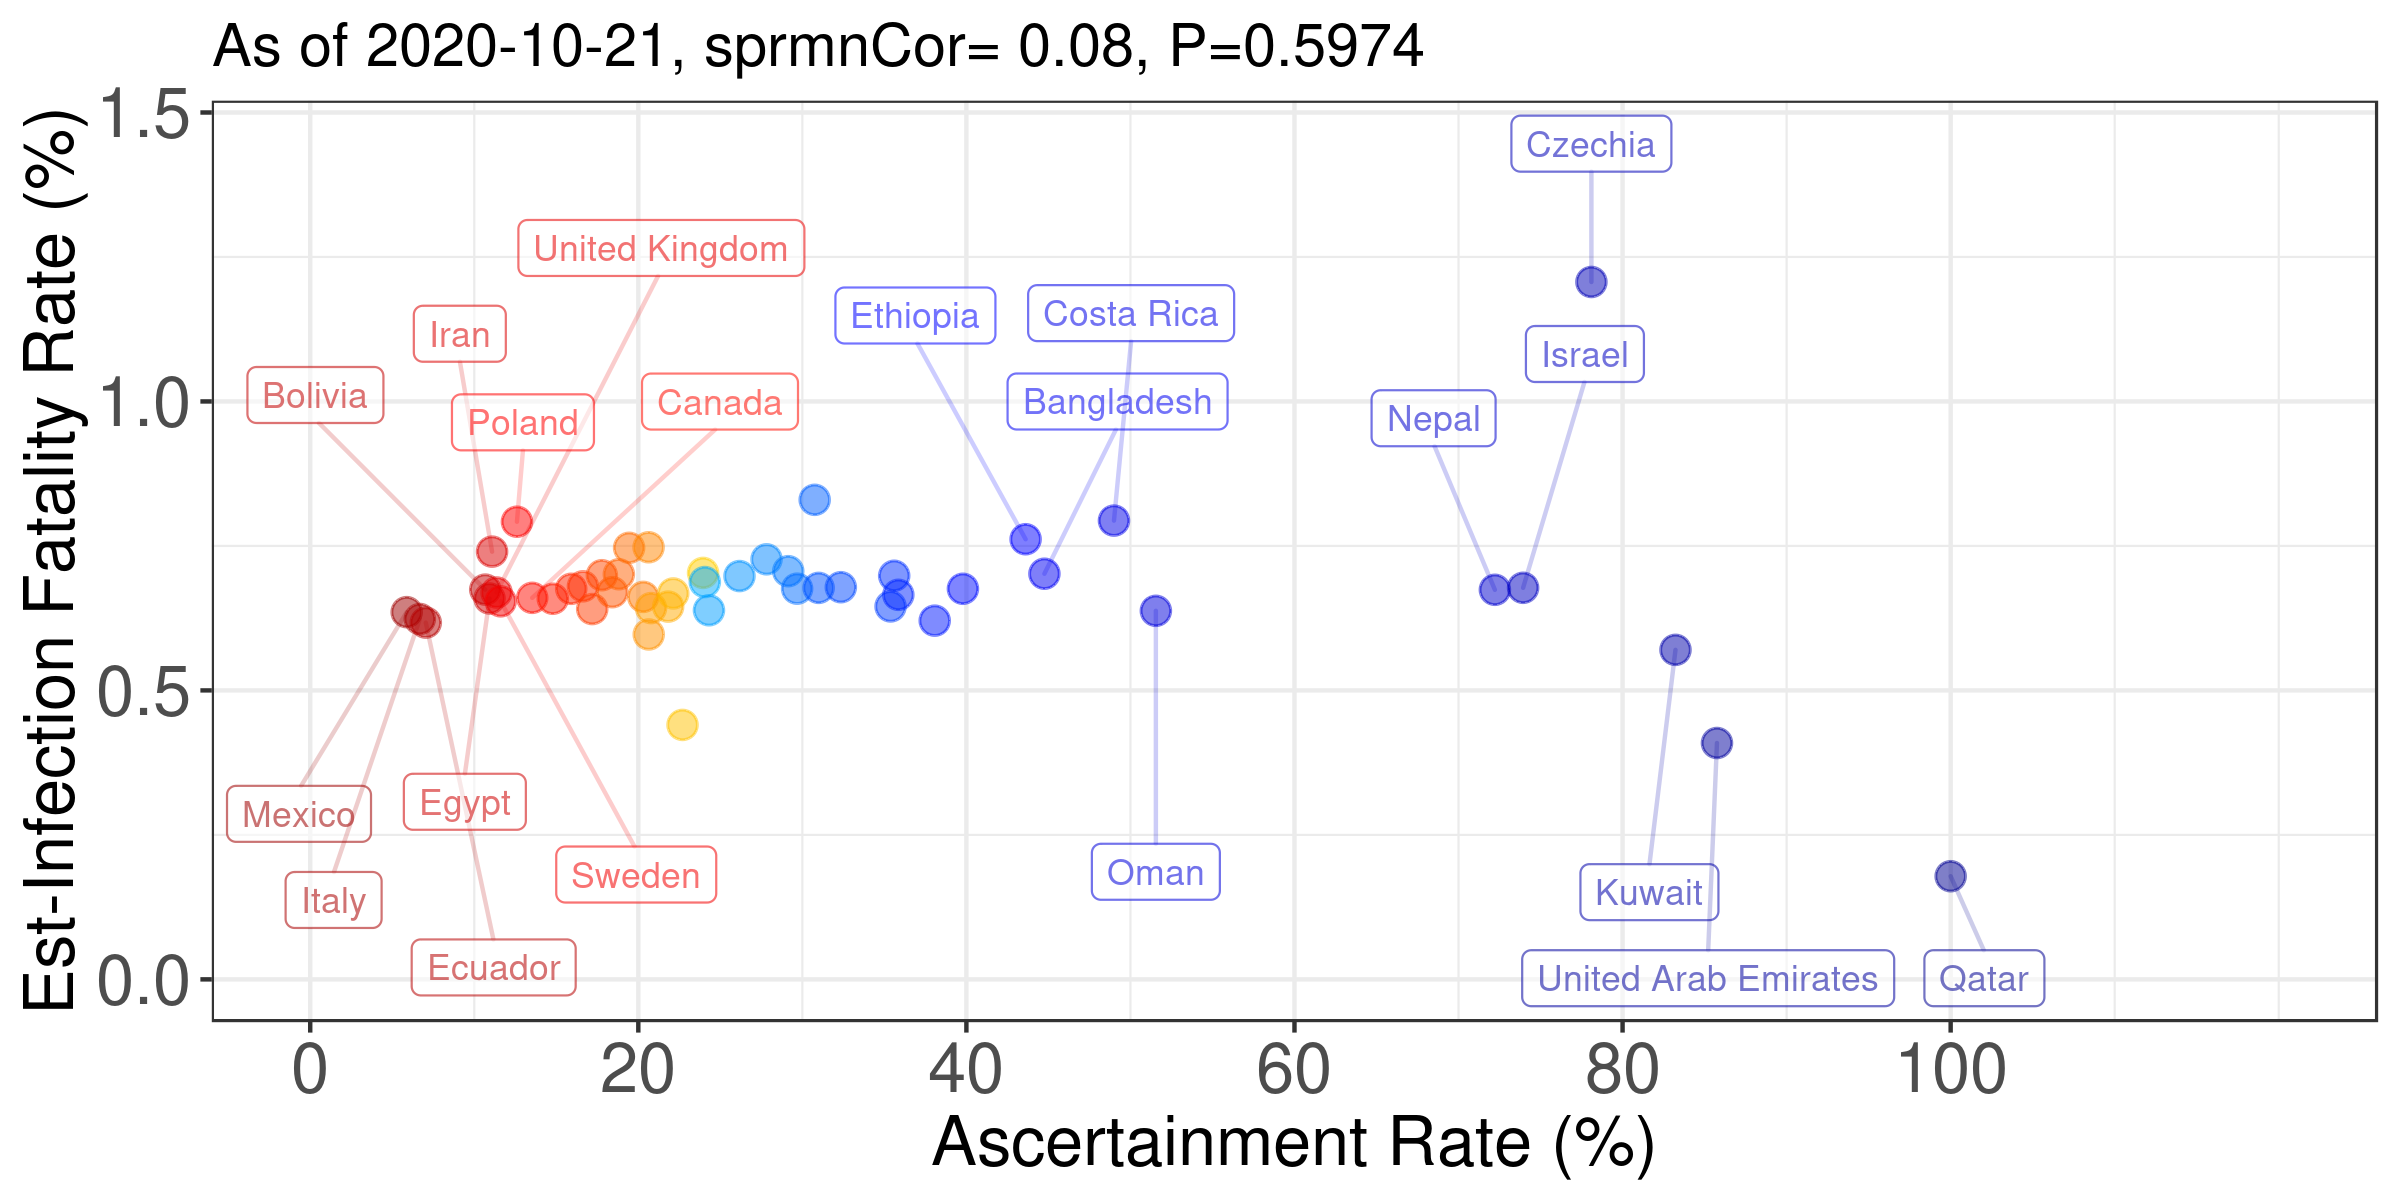 As of 2020-10-21, sprmnCor= 0.08, P=0.5974
Est-Infection Fatality Rate (%)
1.5
1.0
0.5
0.0
Czechia
United Kingdom
Iran
Ethiopia
Costa Rica
Israel
Bolivia
Poland
Canada
Bangladesh
Nepal
Mexico
Egypt
Italy
Sweden
Oman
Kuwait
Ecuador
United Arab Emirates
Qatar
0
20
40
60
80
100
Ascertainment Rate (%)